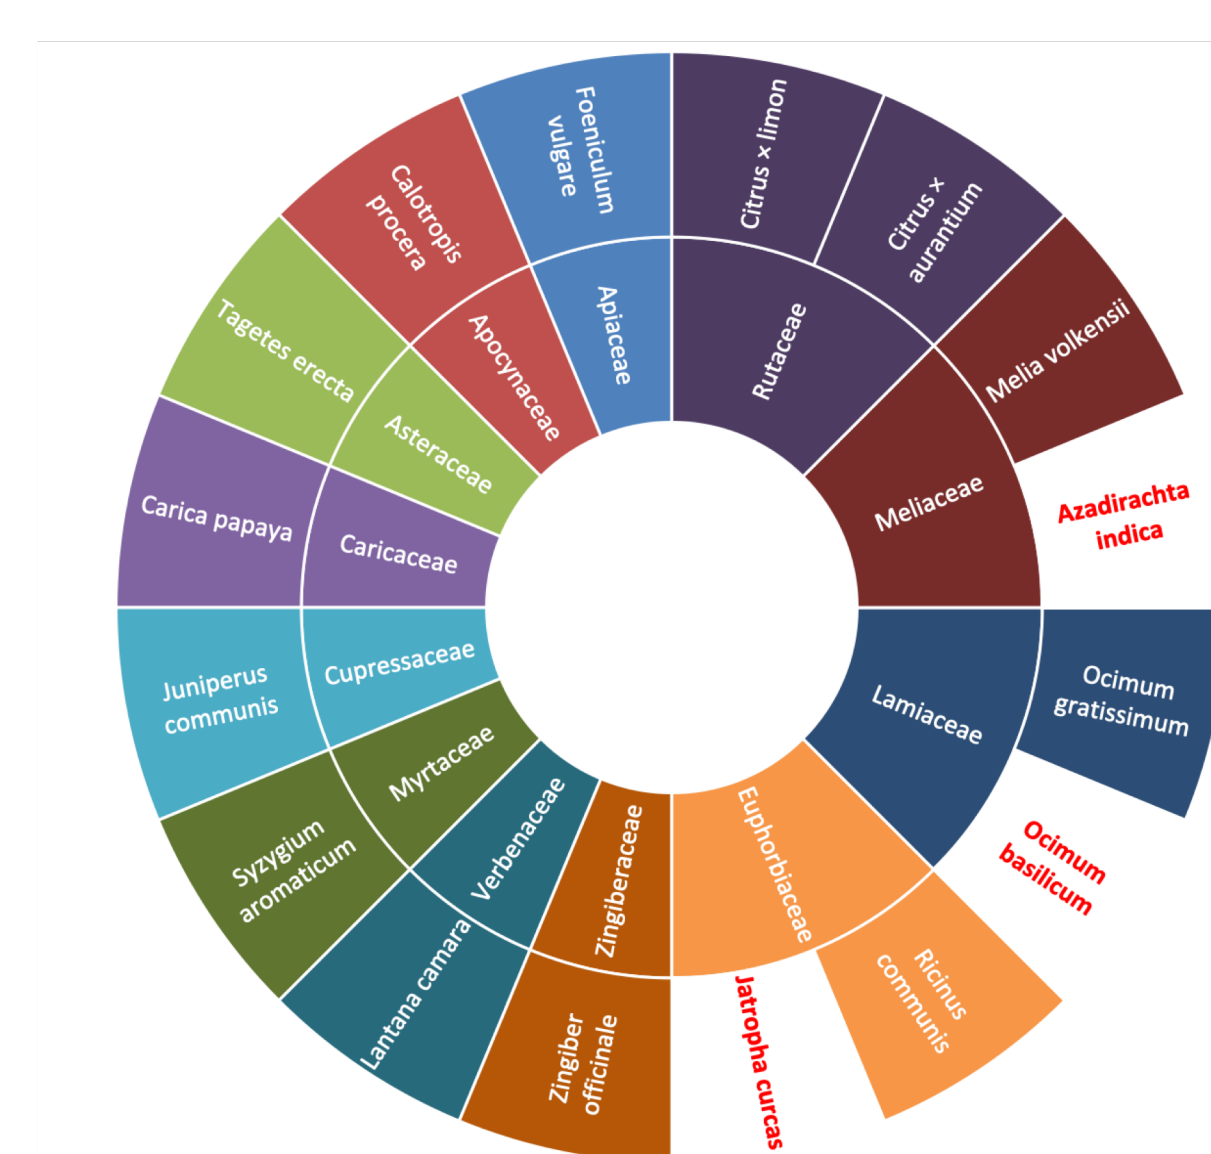 Citrus × limon
Citrus ×
aurantium
Melia volkensii
Azadirachta
indica
Ocimum
gratissimum
Ocimum
basilicum
Ricinus
communis
Jatropha curcas
Zingiber
officinale
Lantana camara
Syzygium
aromaticum
Juniperus
communis
Carica papaya
Tagetes erecta
Calotropis
procera
Foeniculum
vulgare
Rutaceae
Meliaceae
Lamiaceae
Euphorbiaceae
Zingiberaceae
Verbenaceae
Myrtaceae
Cupressaceae
Caricaceae
Asteraceae
Apocynaceae
Apiaceae